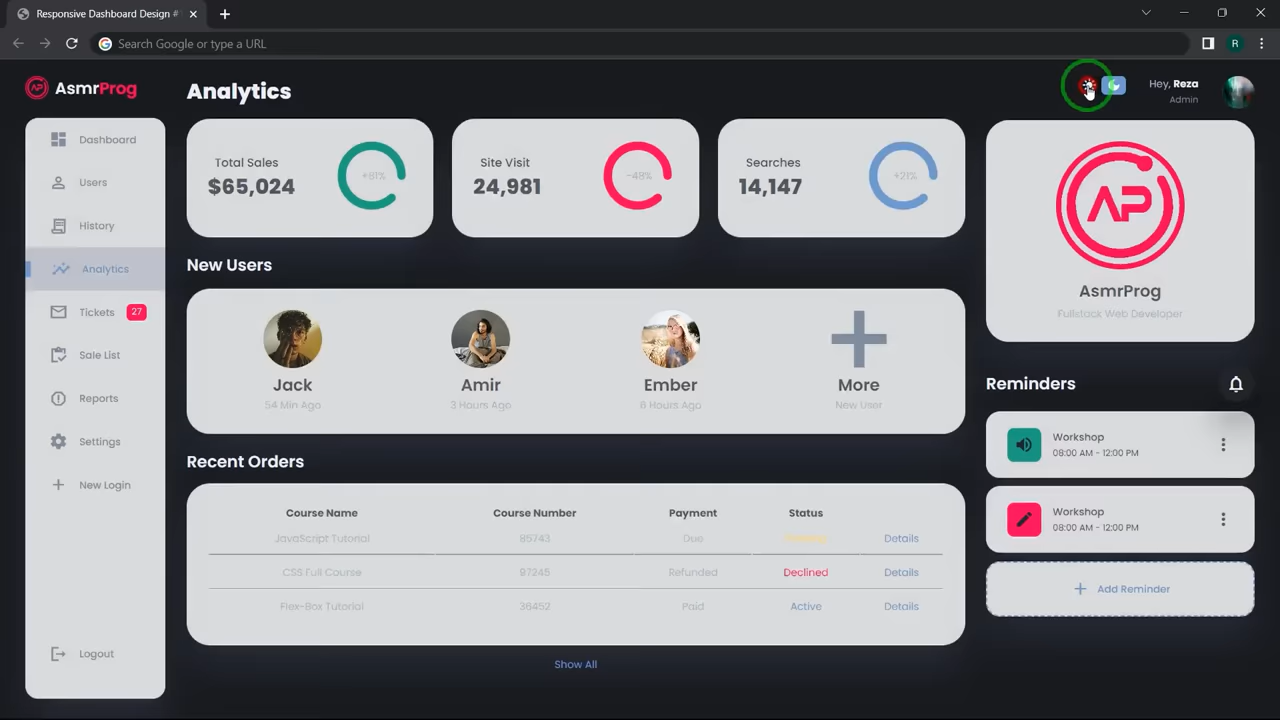 Responsive Dashboard Design #
Search Google or type a URL
R
AsmrProg
Analytics
Hey, Reza
Admin
Dashboard
Users
History
Analytics
Tickets
27
Sale List
Reports
Settings
New Login
Logout
Total Sales
$65,024
+81%
Site Visit
24,981
-48%
Searches
14,147
+21%
New Users
Jack
54 Min Ago
Amir
3 Hours Ago
Ember
6 Hours Ago
More
New User
Recent Orders
Course Name Course Number Payment Status
JavaScript Tutorial 85743 Due Pending Details
CSS Full Course 97245 Refunded Declined Details
Flex-Box Tutorial 36452 Paid Active Details
Show All
AP
AsmrProg
Fullstack Web Developer
Reminders
Workshop
08:00 AM - 12:00 PM
Workshop
08:00 AM - 12:00 PM
Add Reminder